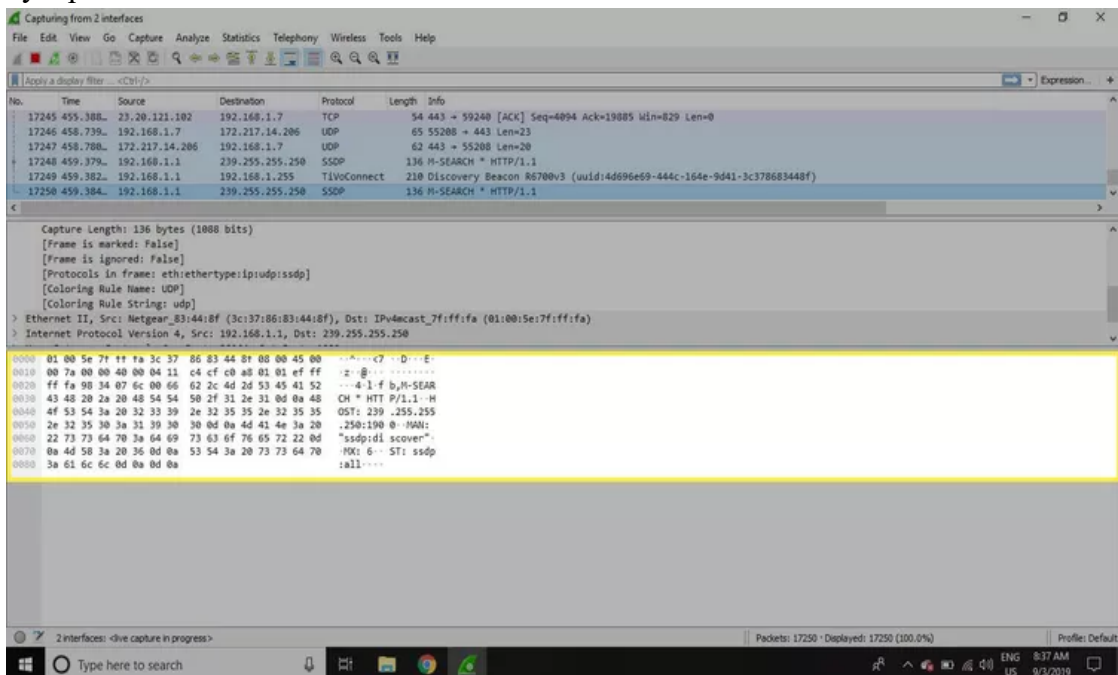 Capturing from 2 interfaces
File Edit View Go Capture Analyze Statistics Telephony Wireless Tools Help
Apply a display filter ... <Ctrl-/> Expression... +
No. Time Source Destination Protocol Length Info
17245 455.388… 23.20.121.102 192.168.1.7 TCP 54 443 → 59240 [ACK] Seq=4094 Ack=19885 Win=829 Len=0
17246 458.739… 192.168.1.7 172.217.14.206 UDP 65 55208 → 443 Len=23
17247 458.780… 172.217.14.206 192.168.1.7 UDP 62 443 → 55208 Len=20
17248 459.379… 192.168.1.1 239.255.255.250 SSDP 136 M-SEARCH * HTTP/1.1
17249 459.382… 192.168.1.1 192.168.1.255 TiVoConnect 210 Discovery Beacon R6700v3 (uuid:4d696e69-444c-164e-9d41-3c378683448f)
17250 459.384… 192.168.1.1 239.255.255.250 SSDP 136 M-SEARCH * HTTP/1.1
Capture Length: 136 bytes (1088 bits)
[Frame is marked: False]
[Frame is ignored: False]
[Protocols in frame: eth:ethertype:ip:udp:ssdp]
[Coloring Rule Name: UDP]
[Coloring Rule String: udp]
> Ethernet II, Src: Netgear_83:44:8f (3c:37:86:83:44:8f), Dst: IPv4mcast_7f:ff:fa (01:00:5e:7f:ff:fa)
> Internet Protocol Version 4, Src: 192.168.1.1, Dst: 239.255.255.250
0000 01 00 5e 7f ff fa 3c 37 86 83 44 8f 08 00 45 00 ··^···<7 ··D···E·
0010 00 7a 00 00 40 00 04 11 c4 cf c0 a8 01 01 ef ff ·z··@··· ········
0020 ff fa 98 34 07 6c 00 66 62 2c 4d 2d 53 45 41 52 ···4·l·f b,M-SEAR
0030 43 48 20 2a 20 48 54 54 50 2f 31 2e 31 0d 0a 48 CH * HTT P/1.1··H
0040 4f 53 54 3a 20 32 33 39 2e 32 35 35 2e 32 35 35 OST: 239 .255.255
0050 2e 32 35 30 3a 31 39 30 30 0d 0a 4d 41 4e 3a 20 .250:190 0··MAN:
0060 22 73 73 64 70 3a 64 69 73 63 6f 76 65 72 22 0d "ssdp:di scover"·
0070 0a 4d 58 3a 20 36 0d 0a 53 54 3a 20 73 73 64 70 ·MX: 6·· ST: ssdp
0080 3a 61 6c 6c 0d 0a 0d 0a :all····
2 interfaces: <live capture in progress> Packets: 17250 · Displayed: 17250 (100.0%) Profile: Default
Type here to search ENG 8:37 AM
US 9/3/2019